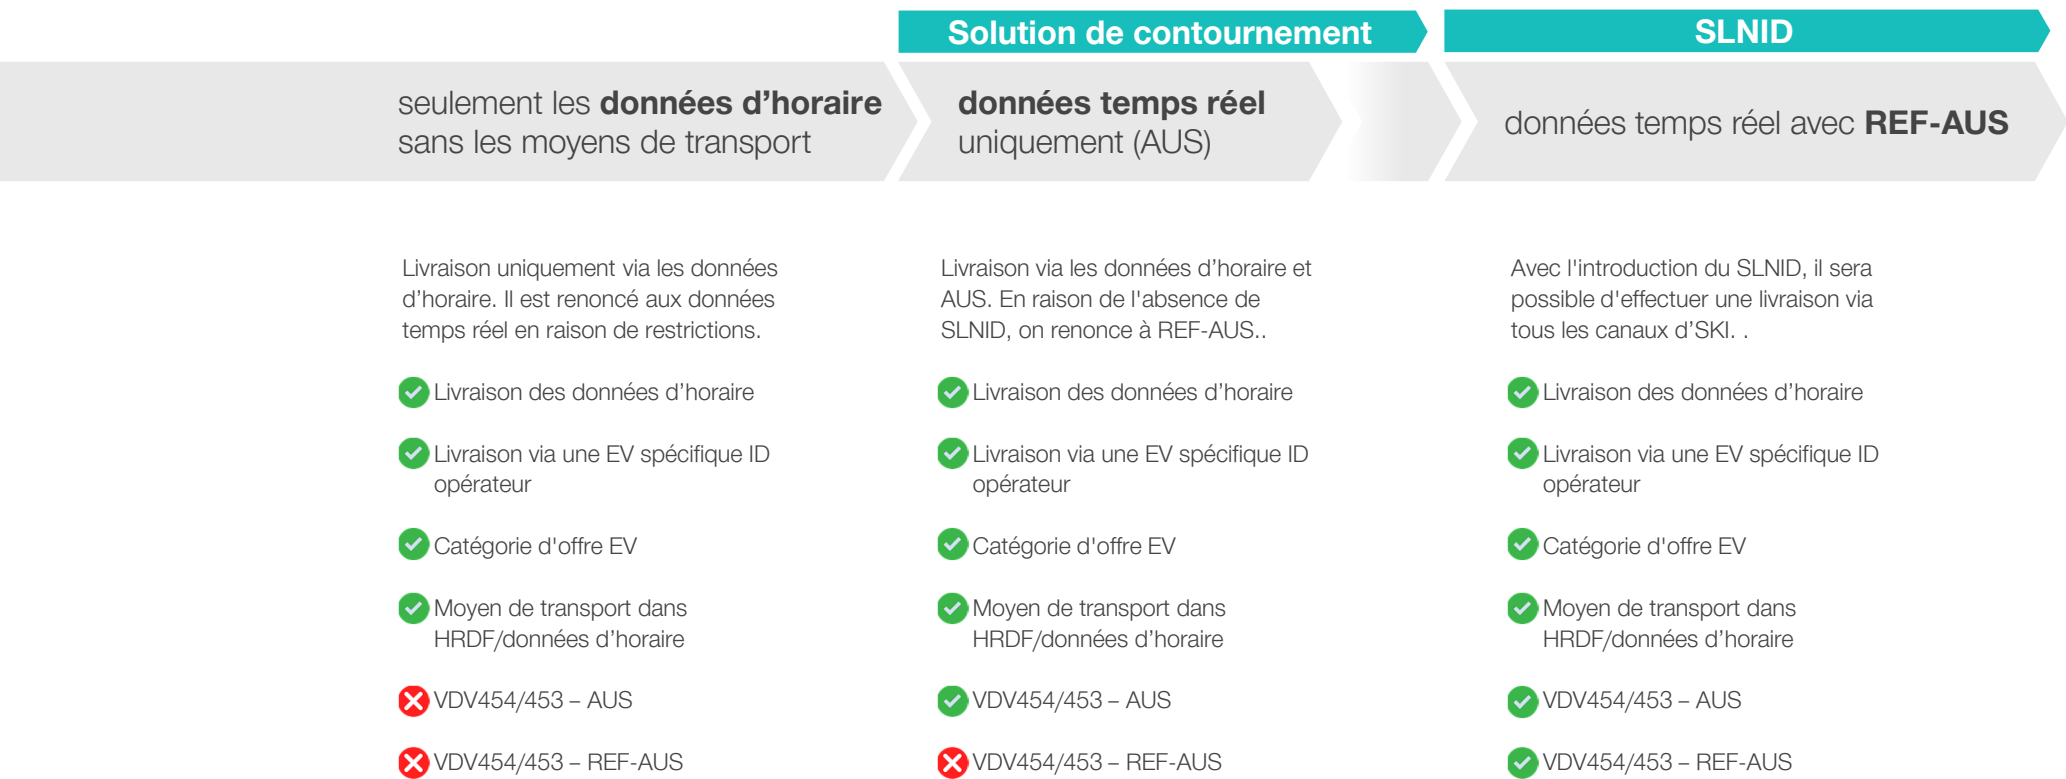 Solution de contournement
SLNID
seulement les données d’horaire
sans les moyens de transport
données temps réel
uniquement (AUS)
données temps réel avec REF-AUS
Livraison uniquement via les données
d’horaire. Il est renoncé aux données
temps réel en raison de restrictions.
Livraison des données d’horaire
Livraison via une EV spécifique ID
opérateur
Catégorie d'offre EV
Moyen de transport dans
HRDF/données d’horaire
VDV454/453 – AUS
VDV454/453 – REF-AUS
Livraison via les données d’horaire et
AUS. En raison de l'absence de
SLNID, on renonce à REF-AUS..
Livraison des données d’horaire
Livraison via une EV spécifique ID
opérateur
Catégorie d'offre EV
Moyen de transport dans
HRDF/données d’horaire
VDV454/453 – AUS
VDV454/453 – REF-AUS
Avec l'introduction du SLNID, il sera
possible d'effectuer une livraison via
tous les canaux d’SKI. .
Livraison des données d’horaire
Livraison via une EV spécifique ID
opérateur
Catégorie d'offre EV
Moyen de transport dans
HRDF/données d’horaire
VDV454/453 – AUS
VDV454/453 – REF-AUS